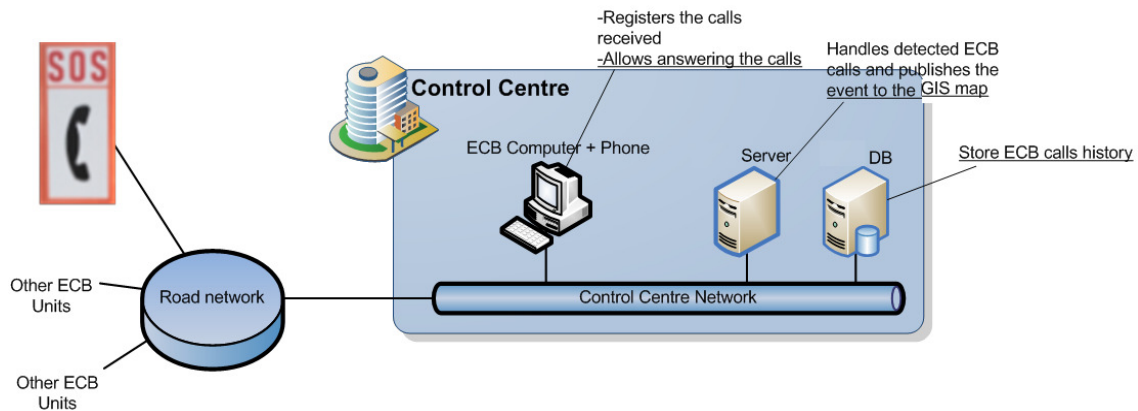 SOS
-Registers the calls
received
-Allows answering the calls
Handles detected ECB
calls and publishes the
event to the GIS map
Control Centre
ECB Computer + Phone
Server
DB
Store ECB calls history
Other ECB
Units
Road network
Control Centre Network
Other ECB
Units